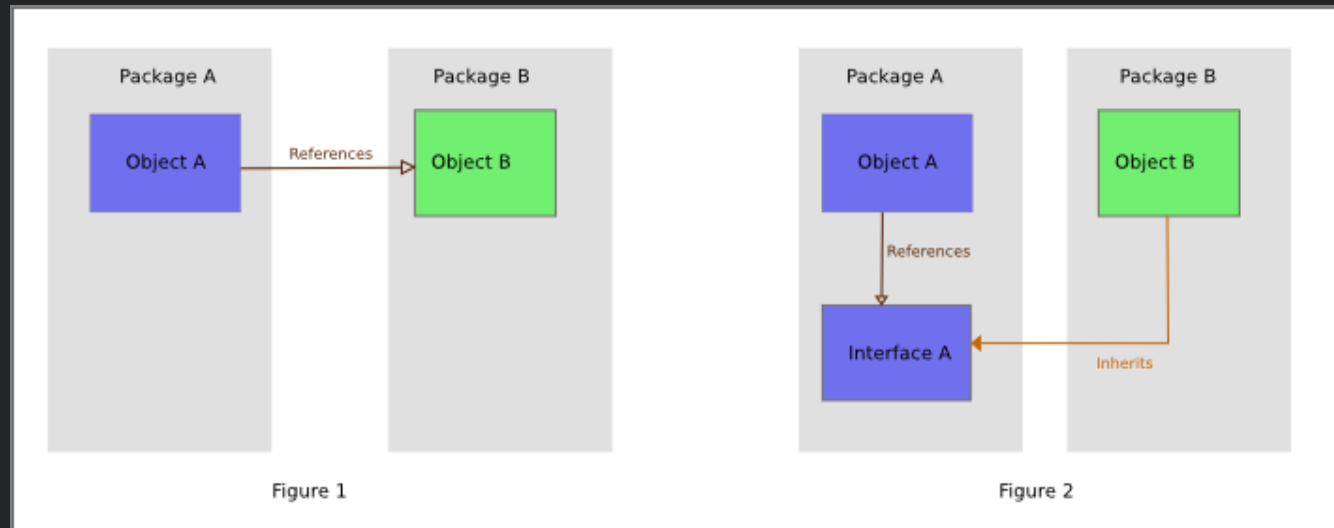 Package A
Package B
Object A
References
Object B
Figure 1
Package A
Package B
Object A
Object B
References
Interface A
Inherits
Figure 2